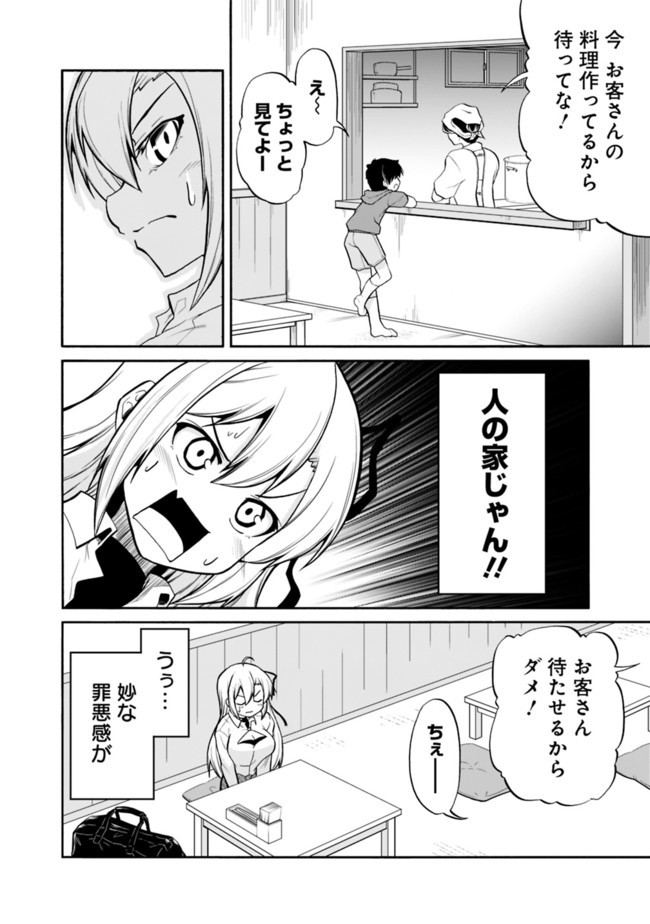 今 お客さんの
料理作ってるから
待ってな!
え〜
ちょっと
見てよー
人の家じゃん!!
お客さん
待たせるから
ダメ!
ちぇー
うぅ…
妙な
罪悪感が